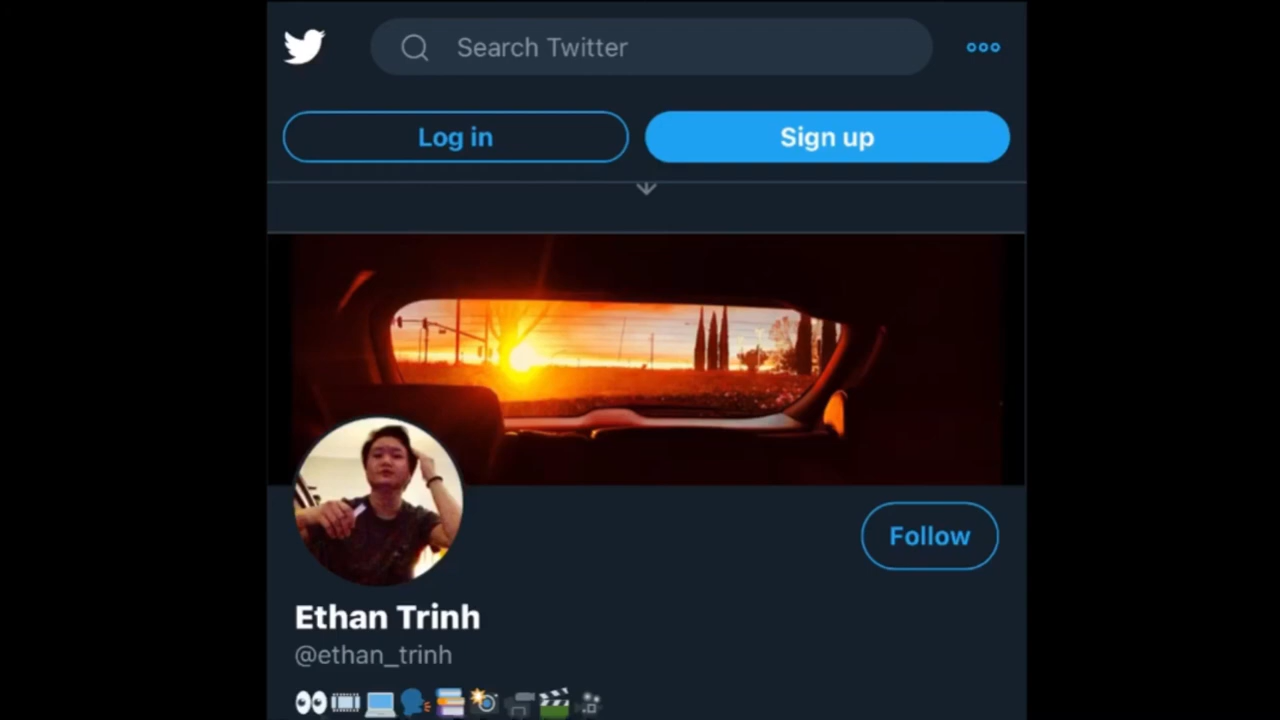 Search Twitter
Log in
Sign up
Follow
Ethan Trinh
@ethan_trinh